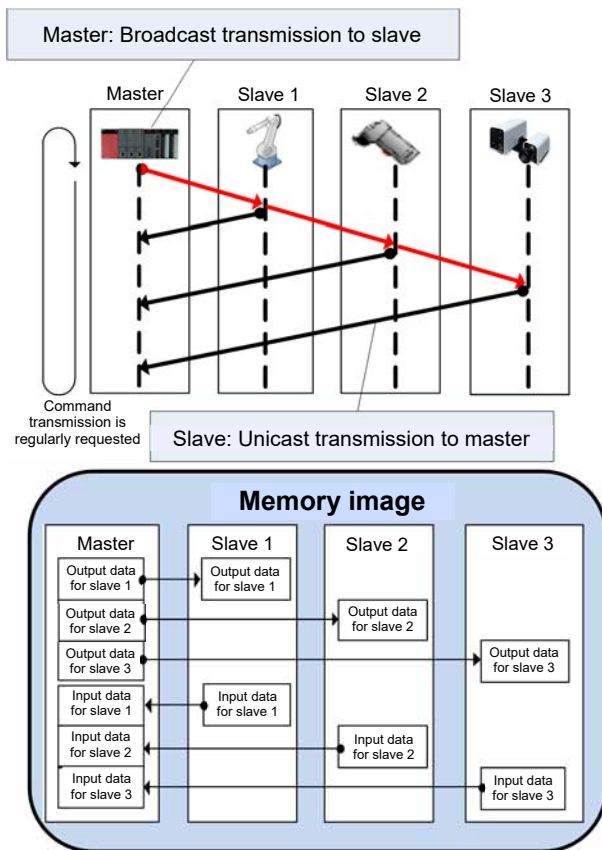 Master: Broadcast transmission to slave
Master
Slave 1
Slave 2
Slave 3
Command
transmission is
regularly requested
Slave: Unicast transmission to master
Memory image
Master
Slave 1
Slave 2
Slave 3
Output data
for slave 1
Output data
for slave 1
Output data
for slave 2
Output data
for slave 2
Output data
for slave 3
Output data
for slave 3
Input data
for slave 1
Input data
for slave 1
Input data
for slave 2
Input data
for slave 2
Input data
for slave 3
Input data
for slave 3